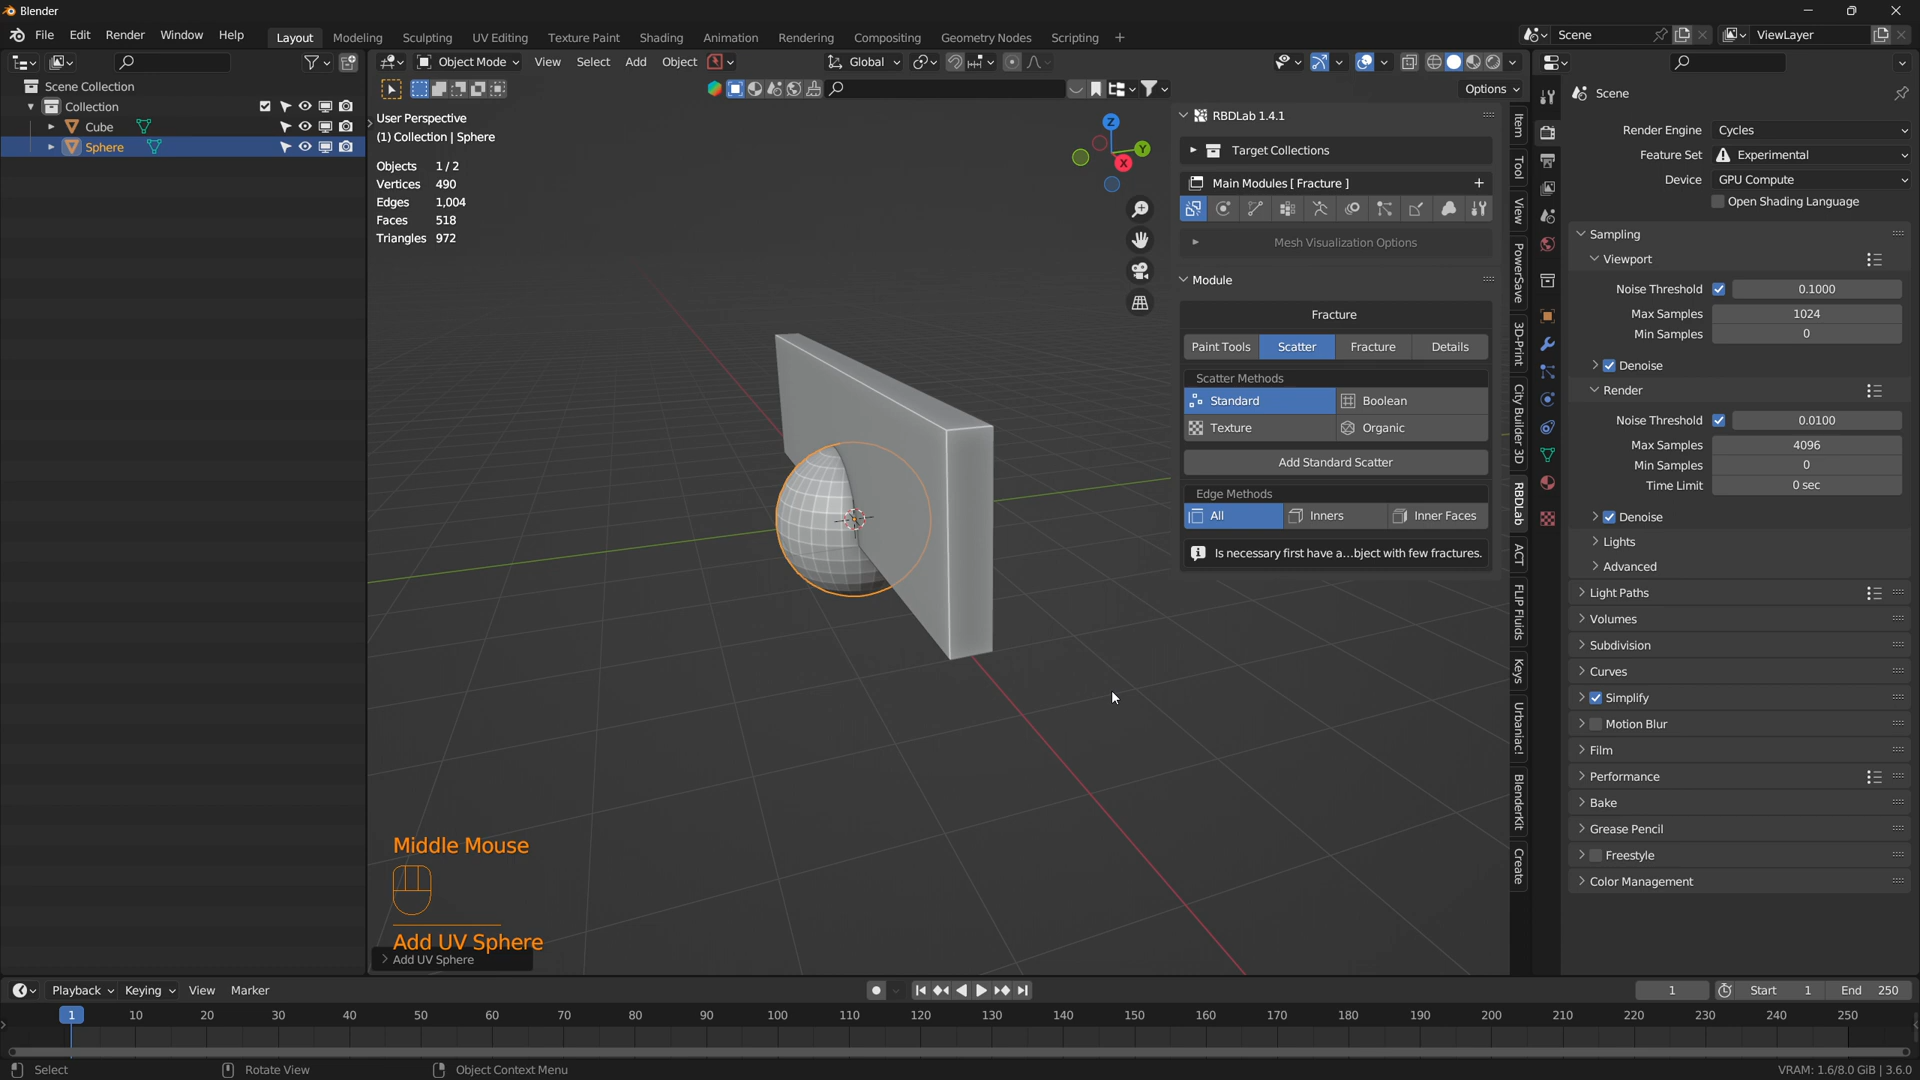 Blender
File Edit Render Window Help
Layout Modeling Sculpting UV Editing Texture Paint Shading Animation Rendering Compositing Geometry Nodes Scripting +
Scene
ViewLayer
Scene Collection
Collection
Cube
Sphere
Object Mode View Select Add Object
Global
Options
User Perspective
(1) Collection | Sphere
Objects 1/2
Vertices 490
Edges 1,004
Faces 518
Triangles 972
Z
Y
X
RBDLab 1.4.1
Target Collections
Main Modules [ Fracture ]
Mesh Visualization Options
Module
Fracture
Paint Tools Scatter Fracture Details
Scatter Methods
Standard Boolean
Texture Organic
Add Standard Scatter
Edge Methods
All Inners Inner Faces
Is necessary first have a...bject with few fractures.
Item
Tool
View
PowerSave
3D-Print
City Builder 3D
RBDLab
ACT
FLIP Fluids
Keys
Urbaniac!
BlenderKit
Create
Scene
Render Engine Cycles
Feature Set Experimental
Device GPU Compute
Open Shading Language
Sampling
Viewport
Noise Threshold 0.1000
Max Samples 1024
Min Samples 0
Denoise
Render
Noise Threshold 0.0100
Max Samples 4096
Min Samples 0
Time Limit 0 sec
Denoise
Lights
Advanced
Light Paths
Volumes
Subdivision
Curves
Simplify
Motion Blur
Film
Performance
Bake
Grease Pencil
Freestyle
Color Management
Middle Mouse
Add UV Sphere
Add UV Sphere
Playback Keying View Marker
1 Start 1 End 250
1 10 20 30 40 50 60 70 80 90 100 110 120 130 140 150 160 170 180 190 200 210 220 230 240 250
Select Rotate View Object Context Menu
VRAM: 1.6/8.0 GiB | 3.6.0